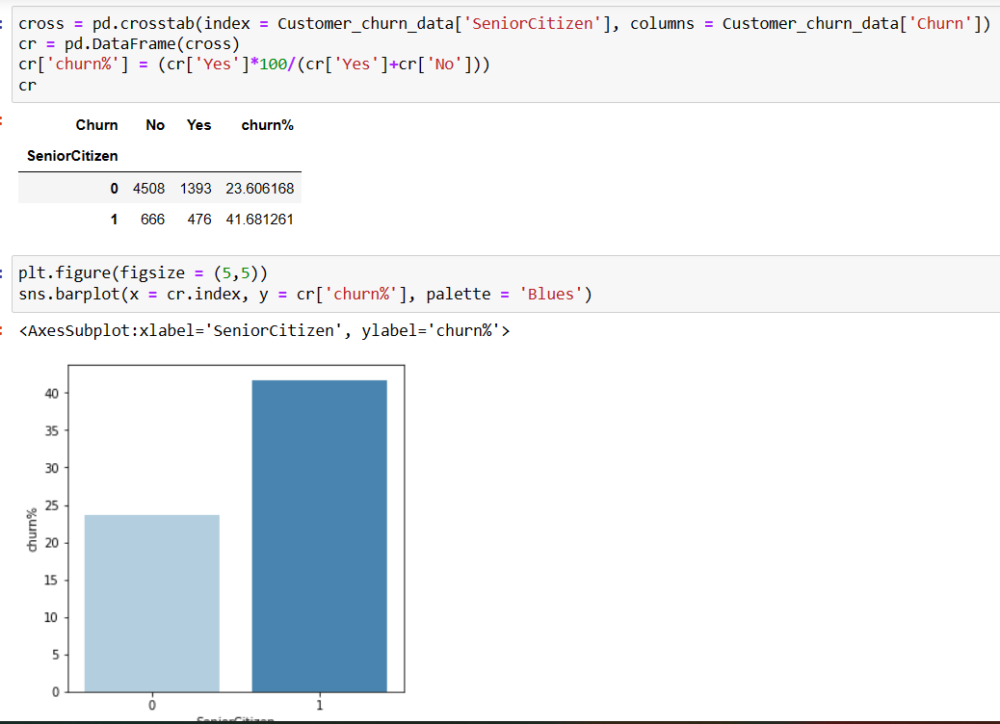 cross = pd.crosstab(index = Customer_churn_data['SeniorCitizen'], columns = Customer_churn_data['Churn'])
cr = pd.DataFrame(cross)
cr['churn%'] = (cr['Yes']*100/(cr['Yes']+cr['No']))
cr
Churn No Yes churn%
SeniorCitizen
0 4508 1393 23.606168
1 666 476 41.681261
plt.figure(figsize = (5,5))
sns.barplot(x = cr.index, y = cr['churn%'], palette = 'Blues')
<AxesSubplot:xlabel='SeniorCitizen', ylabel='churn%'>
40
35
30
25
churn%
20
15
10
5
0
0 1
SeniorCitizen